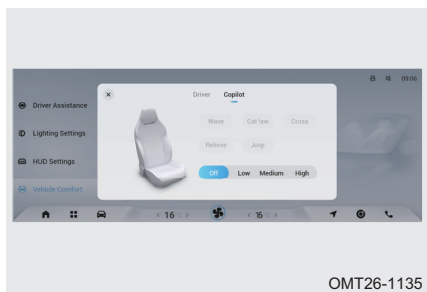 09:06
Driver Copilot
Driver Assistance
Wave Cat'law Cross
Lighting Settings
Relieve Jump
HUD Settings
Off Low Medium High
Vehicle Comfort
< 16 > < 16 >
OMT26-1135